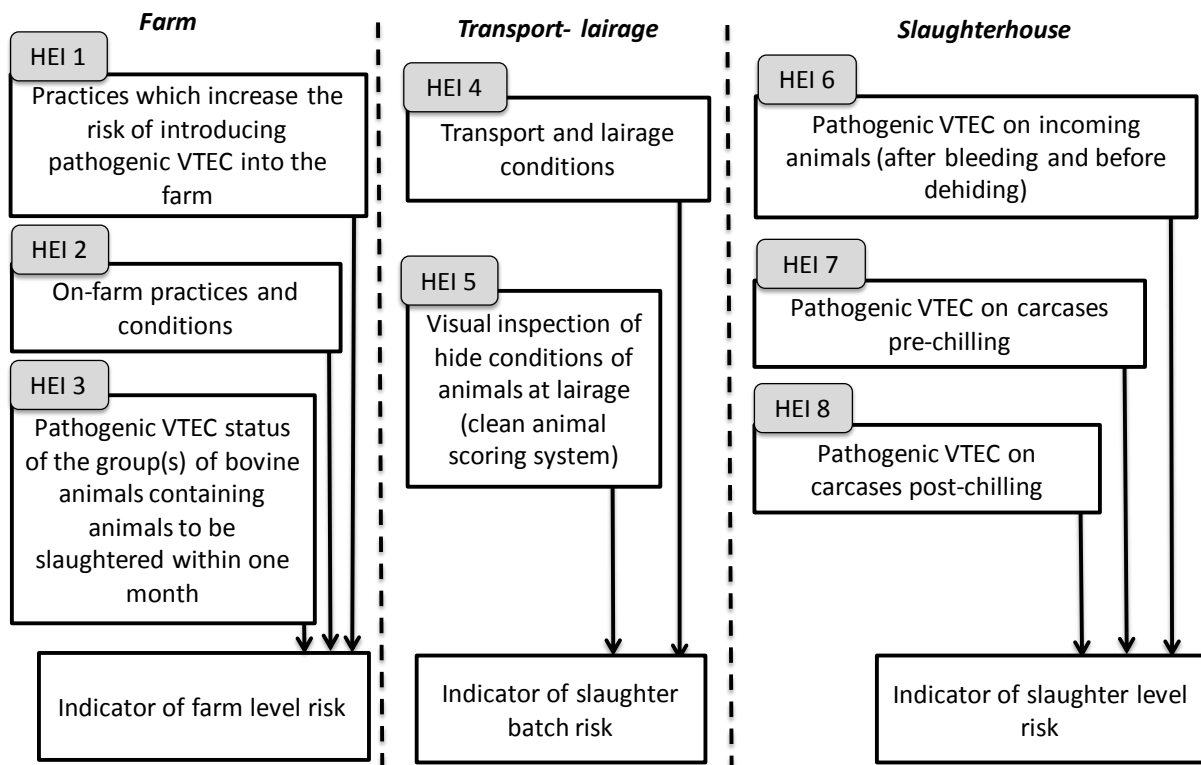 Farm
HEI 1
Practices which increase the
risk of introducing
pathogenic VTEC into the
farm
HEI 2
On-farm practices and
conditions
HEI 3
Pathogenic VTEC status
of the group(s) of bovine
animals containing
animals to be
slaughtered within one
month
Indicator of farm level risk
Transport- lairage
HEI 4
Transport and lairage
conditions
HEI 5
Visual inspection of
hide conditions of
animals at lairage
(clean animal
scoring system)
Indicator of slaughter
batch risk
Slaughterhouse
HEI 6
Pathogenic VTEC on incoming
animals (after bleeding and before
dehiding)
HEI 7
Pathogenic VTEC on carcases
pre-chilling
HEI 8
Pathogenic VTEC on
carcases post-chilling
Indicator of slaughter level
risk